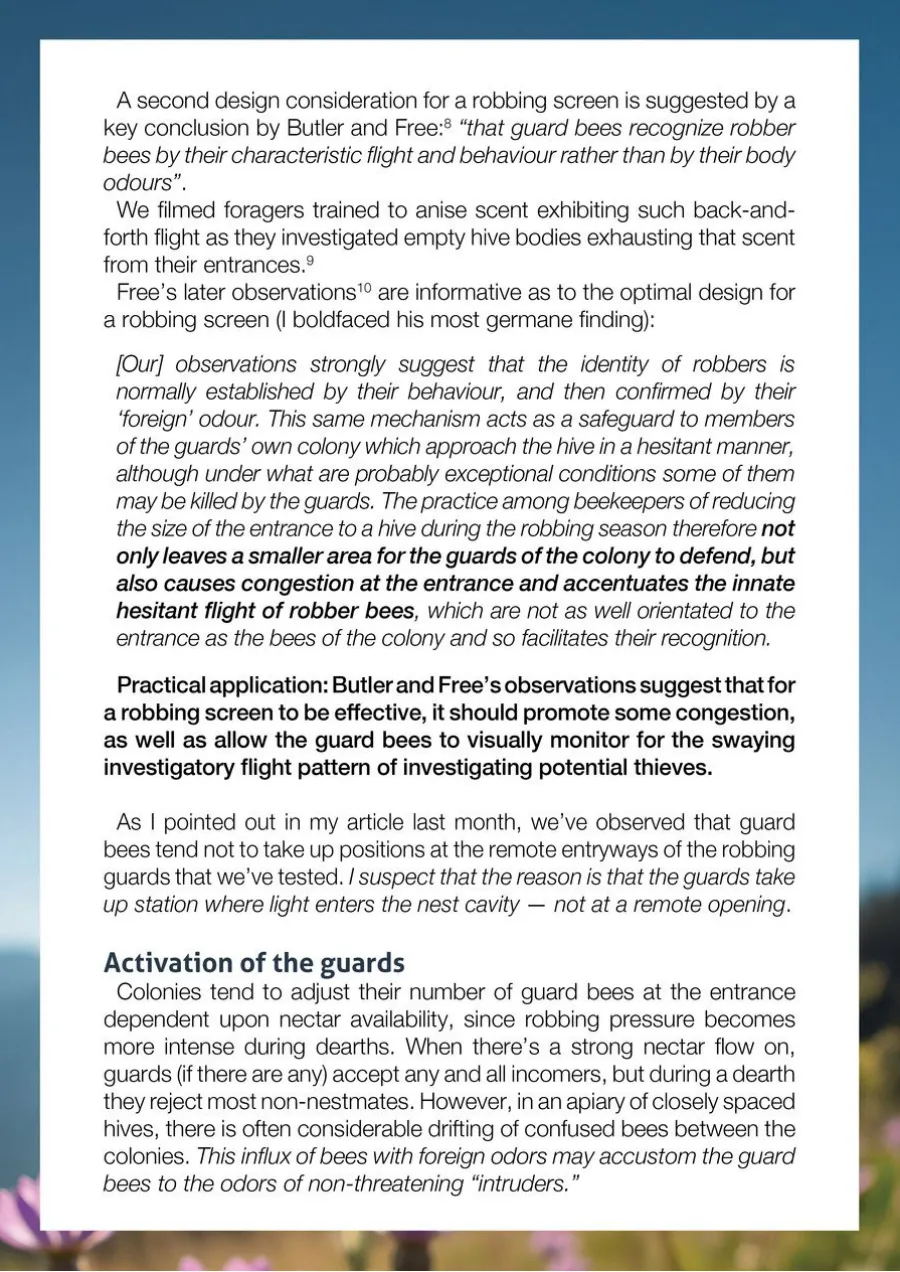 A second design consideration for a robbing screen is suggested by a
key conclusion by Butler and Free:⁸ “that guard bees recognize robber
bees by their characteristic flight and behaviour rather than by their body
odours”.
We filmed foragers trained to anise scent exhibiting such back-and-
forth flight as they investigated empty hive bodies exhausting that scent
from their entrances.⁹
Free’s later observations¹⁰ are informative as to the optimal design for
a robbing screen (I boldfaced his most germane finding):
[Our] observations strongly suggest that the identity of robbers is
normally established by their behaviour, and then confirmed by their
‘foreign’ odour. This same mechanism acts as a safeguard to members
of the guards’ own colony which approach the hive in a hesitant manner,
although under what are probably exceptional conditions some of them
may be killed by the guards. The practice among beekeepers of reducing
the size of the entrance to a hive during the robbing season therefore not
only leaves a smaller area for the guards of the colony to defend, but
also causes congestion at the entrance and accentuates the innate
hesitant flight of robber bees, which are not as well orientated to the
entrance as the bees of the colony and so facilitates their recognition.
Practical application: Butler and Free’s observations suggest that for
a robbing screen to be effective, it should promote some congestion,
as well as allow the guard bees to visually monitor for the swaying
investigatory flight pattern of investigating potential thieves.
As I pointed out in my article last month, we’ve observed that guard
bees tend not to take up positions at the remote entryways of the robbing
guards that we’ve tested. I suspect that the reason is that the guards take
up station where light enters the nest cavity — not at a remote opening.
Activation of the guards
Colonies tend to adjust their number of guard bees at the entrance
dependent upon nectar availability, since robbing pressure becomes
more intense during dearths. When there’s a strong nectar flow on,
guards (if there are any) accept any and all incomers, but during a dearth
they reject most non-nestmates. However, in an apiary of closely spaced
hives, there is often considerable drifting of confused bees between the
colonies. This influx of bees with foreign odors may accustom the guard
bees to the odors of non-threatening “intruders.”